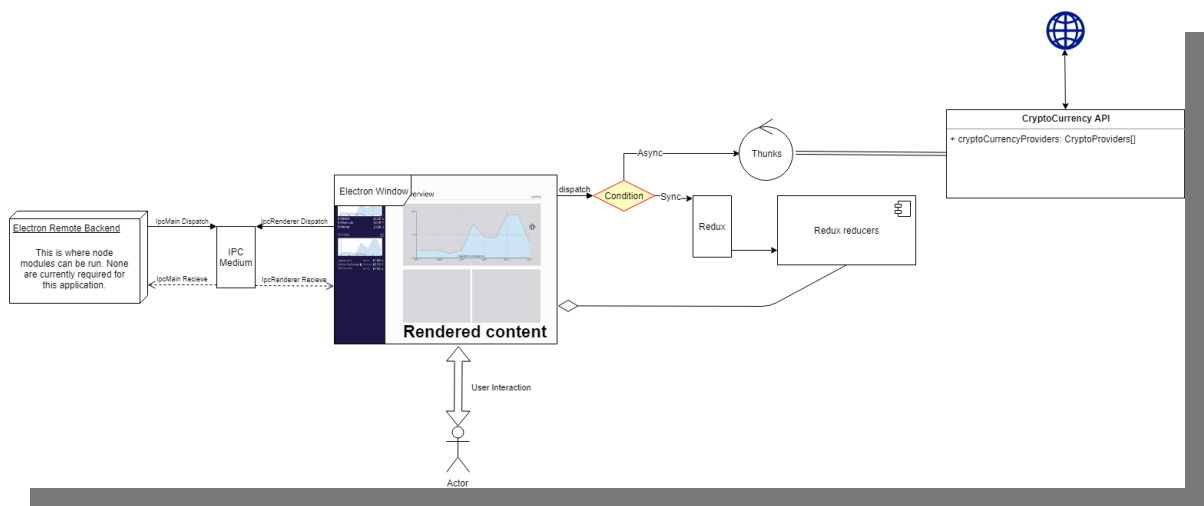 CryptoCurrency API
+ cryptoCurrencyProviders: CryptoProviders[]
Async
Thunks
Electron Window
dispatch
Condition
Sync
Redux
Redux reducers
Electron Remote Backend
This is where node
modules can be run. None
are currently required for
this application.
IpcMain Dispatch
IpcRenderer Dispatch
IPC
Medium
IpcMain Recieve
IpcRenderer Recieve
Rendered content
User Interaction
Actor